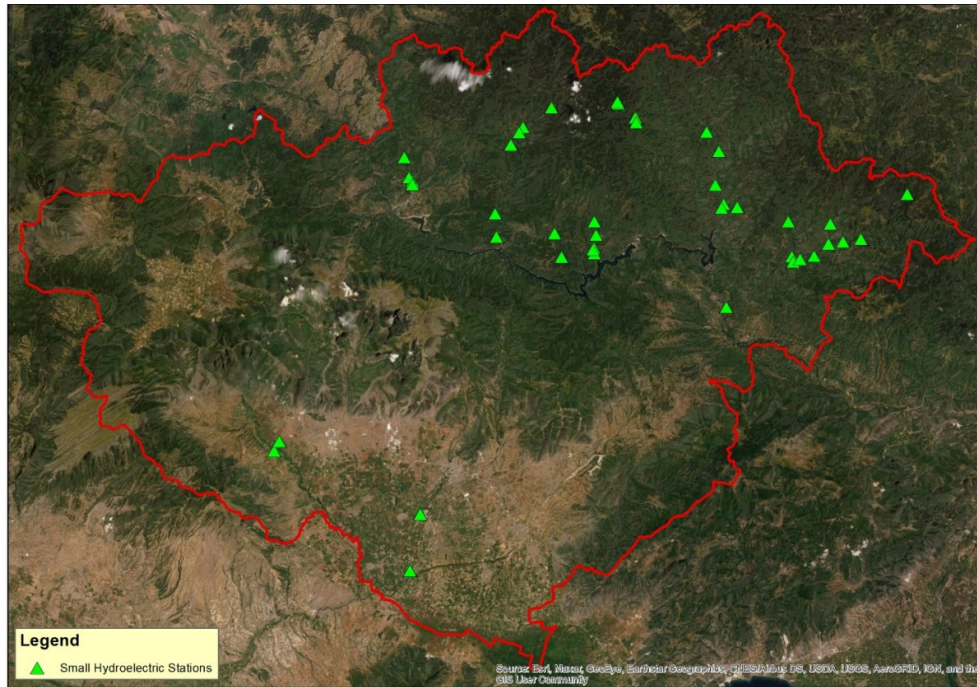 Legend
Small Hydroelectric Stations
Source: Esri, Maxar, GeoEye, Earthstar Geographics, CNES/Airbus DS, USDA, USGS, AeroGRID, IGN, and the
GIS User Community